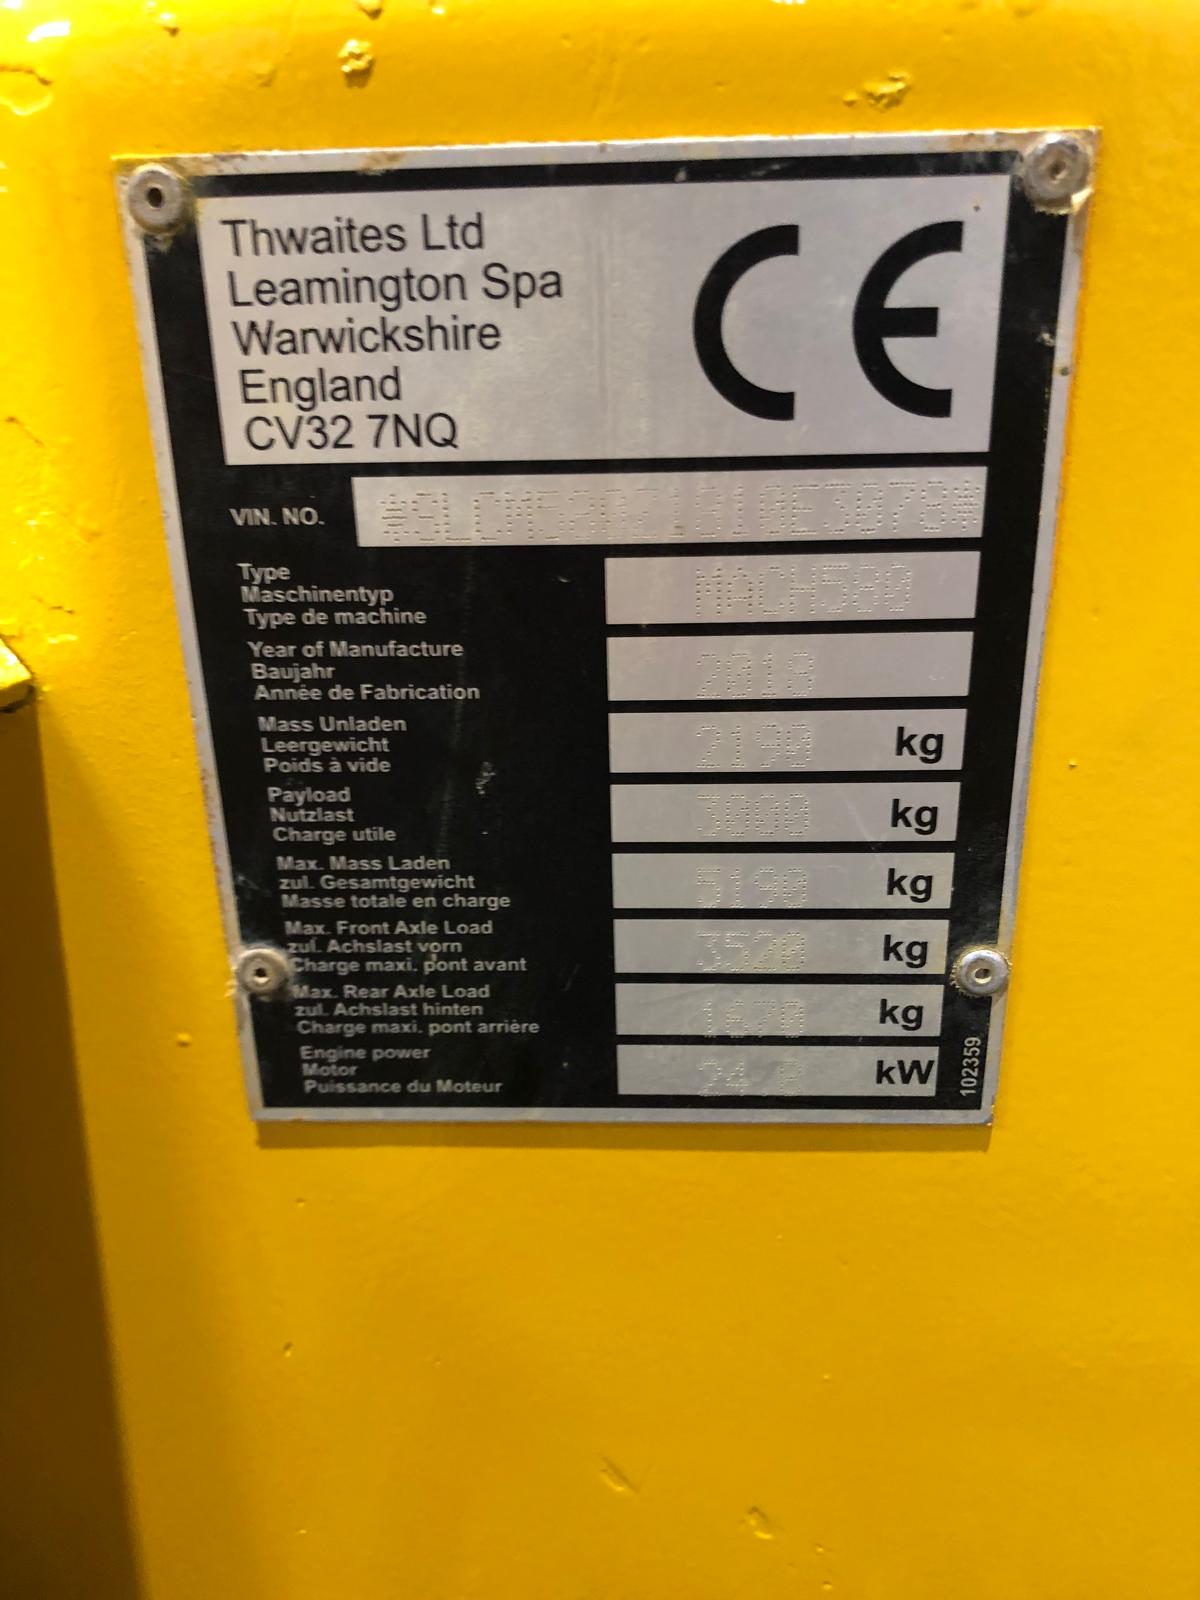 Thwaites Ltd
Leamington Spa
Warwickshire
England
CV32 7NQ
CE
VIN. NO.
Type
Maschinentyp
Type de machine
MACH580
Year of Manufacture
Baujahr
Année de Fabrication
2018
Mass Unladen
Leergewicht
Poids à vide
2190 kg
Payload
Nutzlast
Charge utile
3000 kg
Max. Mass Laden
zul. Gesamtgewicht
Masse totale en charge
5190 kg
Max. Front Axle Load
zul. Achslast vorn
Charge maxi. pont avant
3520 kg
Max. Rear Axle Load
zul. Achslast hinten
Charge maxi. pont arrière
1670 kg
Engine power
Motor
Puissance du Moteur
24.8 kW
102359